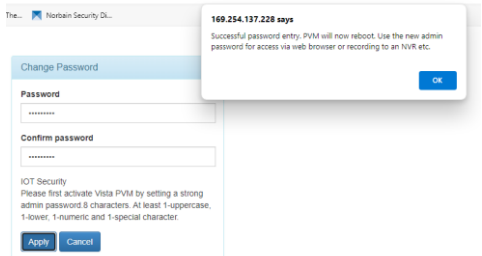 The...
Norbain Security Di...
169.254.137.228 says
Successful password entry. PVM will now reboot. Use the new admin
password for access via web browser or recording to an NVR etc.
OK
Change Password
Password
•••••••••
Confirm password
•••••••••
IOT Security
Please first activate Vista PVM by setting a strong
admin password.8 characters. At least 1-uppercase,
1-lower, 1-numeric and 1-special character.
Apply
Cancel